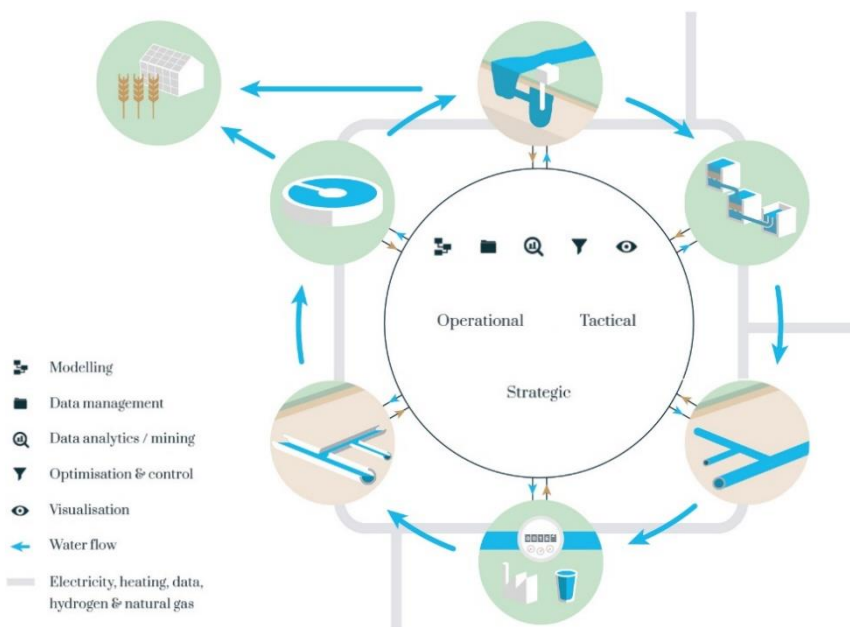 Operational
Tactical
Strategic
Modelling
Data management
Data analytics / mining
Optimisation & control
Visualisation
Water flow
Electricity, heating, data,
hydrogen & natural gas